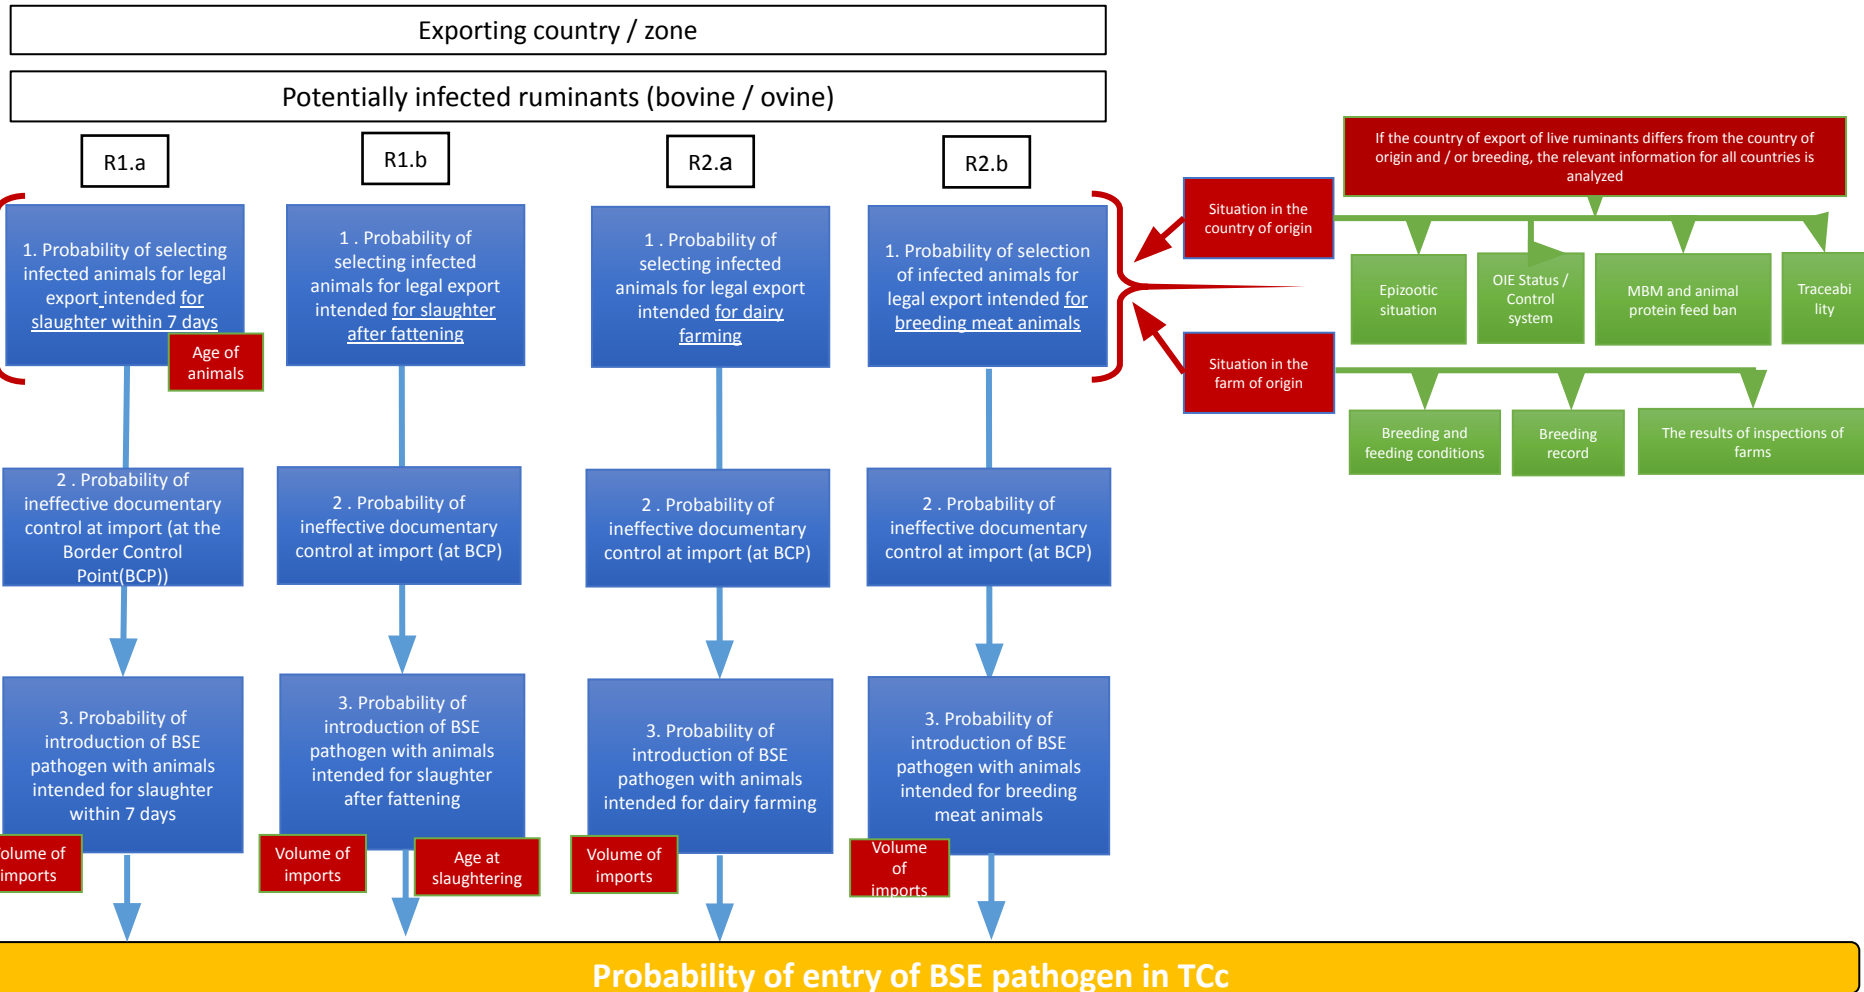 Exporting country / zone
Potentially infected ruminants (bovine / ovine)
R1.a
R1.b
R2.a
R2.b
1. Probability of selecting
infected animals for legal
export intended for
slaughter within 7 days
Age of
animals
1 . Probability of
selecting infected
animals for legal export
intended for slaughter
after fattening
1 . Probability of
selecting infected
animals for legal export
intended for dairy
farming
1. Probability of selection
of infected animals for
legal export intended for
breeding meat animals
Situation in the
country of origin
Situation in the
farm of origin
If the country of export of live ruminants differs from the country of
origin and / or breeding, the relevant information for all countries is
analyzed
Epizootic
situation
OIE Status /
Control
system
MBM and animal
protein feed ban
Traceabi
lity
Breeding and
feeding conditions
Breeding
record
The results of inspections of
farms
2 . Probability of
ineffective documentary
control at import (at the
Border Control
Point(BCP))
2 . Probability of
ineffective documentary
control at import (at BCP)
2 . Probability of
ineffective documentary
control at import (at BCP)
2 . Probability of
ineffective documentary
control at import (at BCP)
3. Probability of
introduction of BSE
pathogen with animals
intended for slaughter
within 7 days
Volume of
imports
3. Probability of
introduction of BSE
pathogen with animals
intended for slaughter
after fattening
Volume of
imports
Age at
slaughtering
3. Probability of
introduction of BSE
pathogen with animals
intended for dairy farming
Volume of
imports
3. Probability of
introduction of BSE
pathogen with animals
intended for breeding
meat animals
Volume
of
imports
Probability of entry of BSE pathogen in TCc